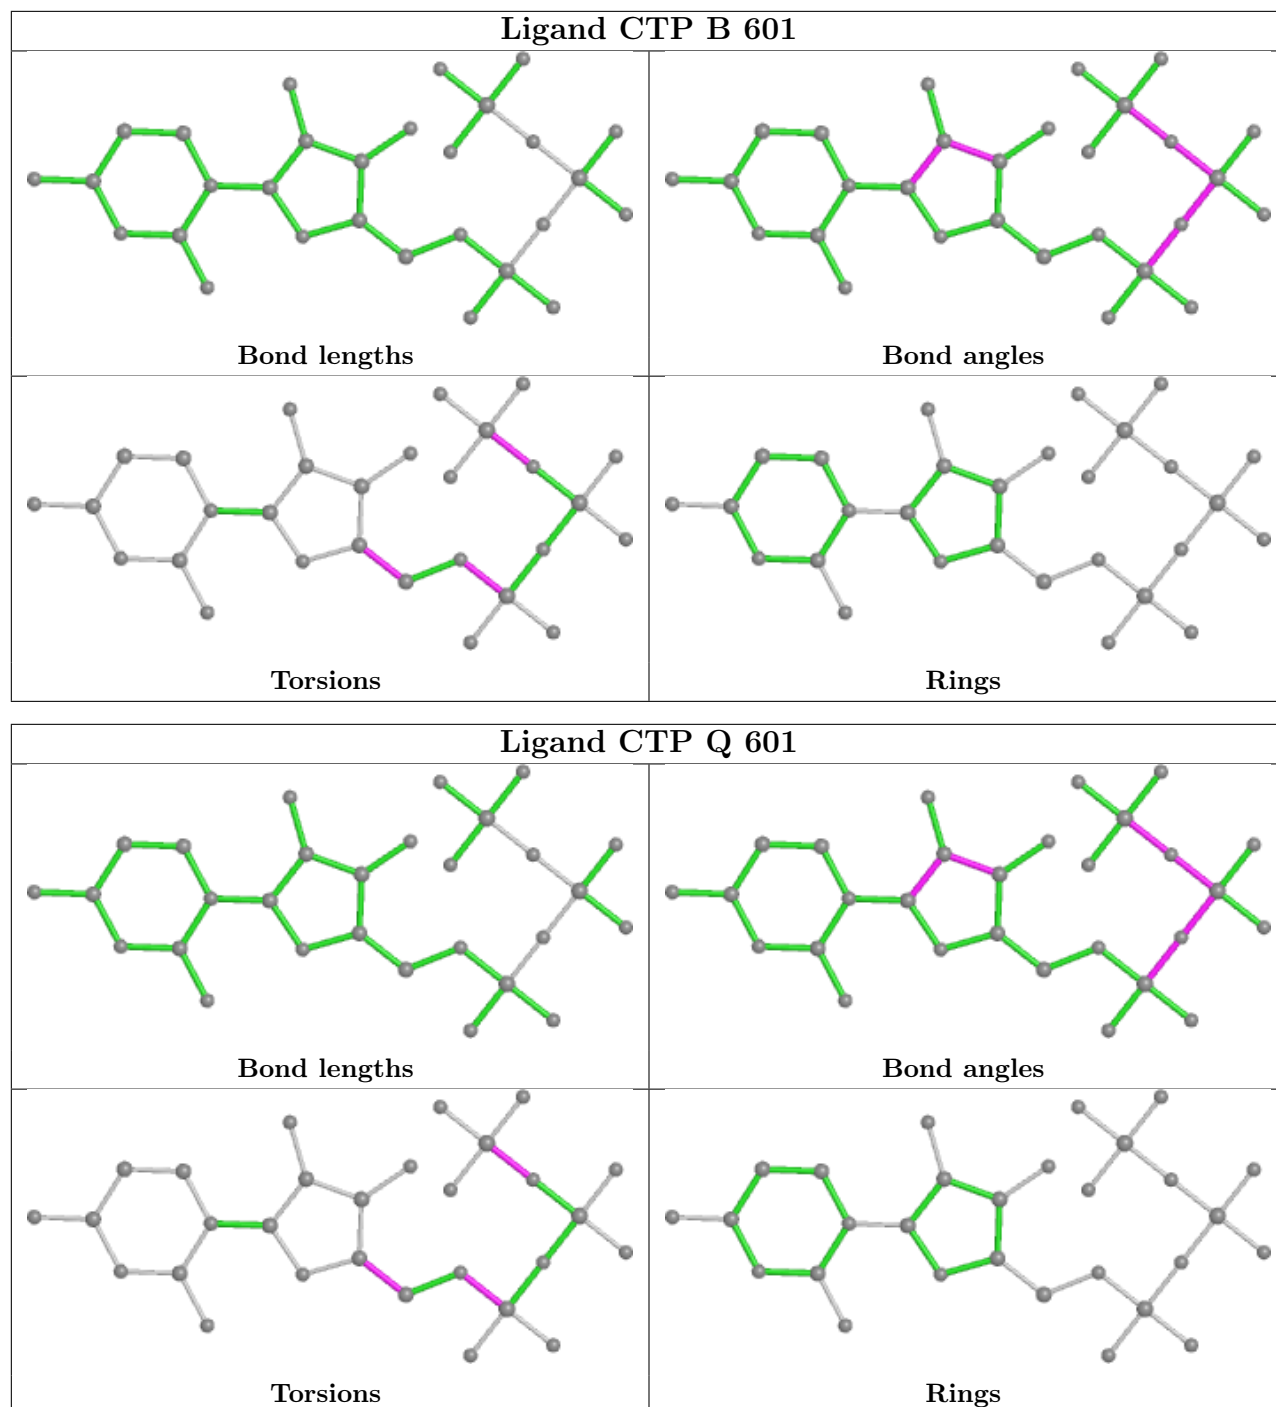 Ligand CTP B 601
Bond lengths
Bond angles
Torsions
Rings
Ligand CTP Q 601
Bond lengths
Bond angles
Torsions
Rings